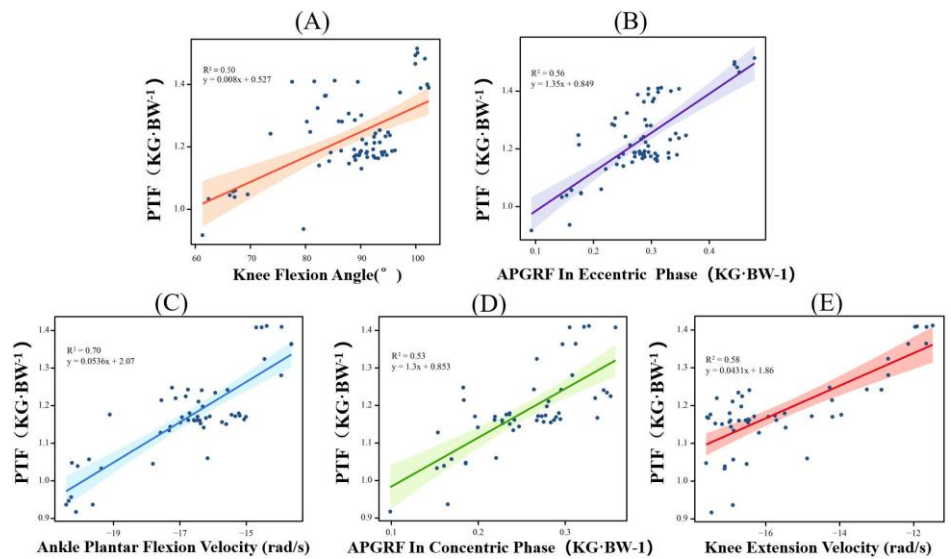 (A)
(B)
R² = 0.50
y = 0.008x + 0.527
R² = 0.56
y = 1.35x + 0.849
PTF（KG·BW⁻¹）
1.4
1.2
1.0
60
70
80
90
100
Knee Flexion Angle(°)
PTF（KG·BW⁻¹）
1.4
1.2
1.0
0.1
0.2
0.3
0.4
APGRF In Eccentric Phase（KG·BW-1）
(C)
(D)
(E)
R² = 0.70
y = 0.0536x + 2.07
R² = 0.53
y = 1.3x + 0.853
R² = 0.58
y = 0.0431x + 1.86
PTF（KG·BW⁻¹）
1.4
1.3
1.2
1.1
1.0
0.9
−19
−17
−15
Ankle Plantar Flexion Velocity (rad/s)
PTF（KG·BW⁻¹）
1.4
1.3
1.2
1.1
1.0
0.9
0.1
0.2
0.3
APGRF In Concentric Phase（KG·BW-1）
PTF（KG·BW⁻¹）
1.4
1.3
1.2
1.1
1.0
0.9
−16
−14
−12
Knee Extension Velocity (rad/s)